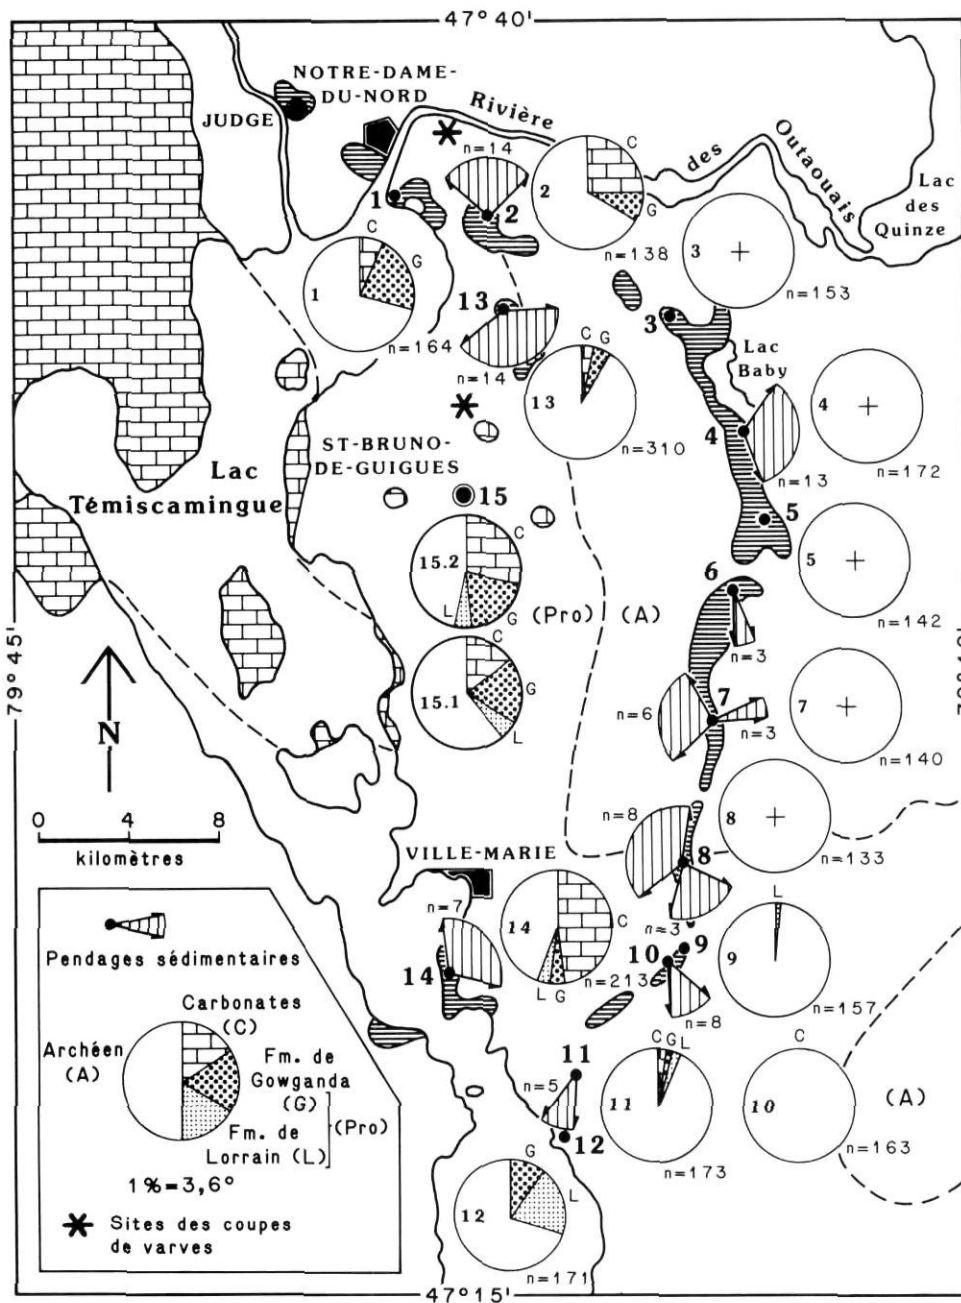 47° 40'
NOTRE-DAME-
DU-NORD
JUDGE
Rivière
des
Outaouais
Lac
des
Quinze
n=14
1
2
2
C
G
n=138
3
n=153
C
G
1
n=164
13
n=14
3
Lac
Baby
C G
13
n=310
4
n=13
4
n=172
ST-BRUNO-
DE-GUIGUES
Lac
Témiscamingue
15
5
5
n=142
C
15.2
L
G
(Pro) (A)
6
n=3
C
15.1
G
L
79° 45'
N
n=6
7
n=3
7
n=140
0 4 8
kilomètres
n=8
8
n=3
8
n=133
VILLE-MARIE
n=7
14
14
C
L G
n=213
10
9
n=8
L
9
n=157
Pendages sédimentaires
Carbonates
(C)
Archéen
(A)
Fm. de
Gowganda
(G)
(Pro)
Fm. de
Lorrain (L)
1%=3,6°
Sites des coupes
de varves
11
n=5
12
C G L
11
n=173
C
10
n=163
(A)
G
L
12
n=171
47° 15'